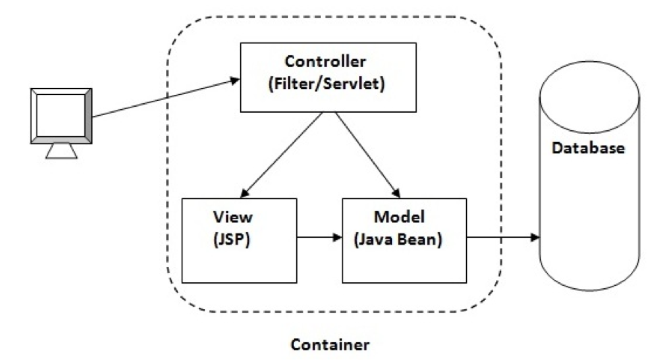 Controller
(Filter/Servlet)
Database
View
(JSP)
Model
(Java Bean)
Container